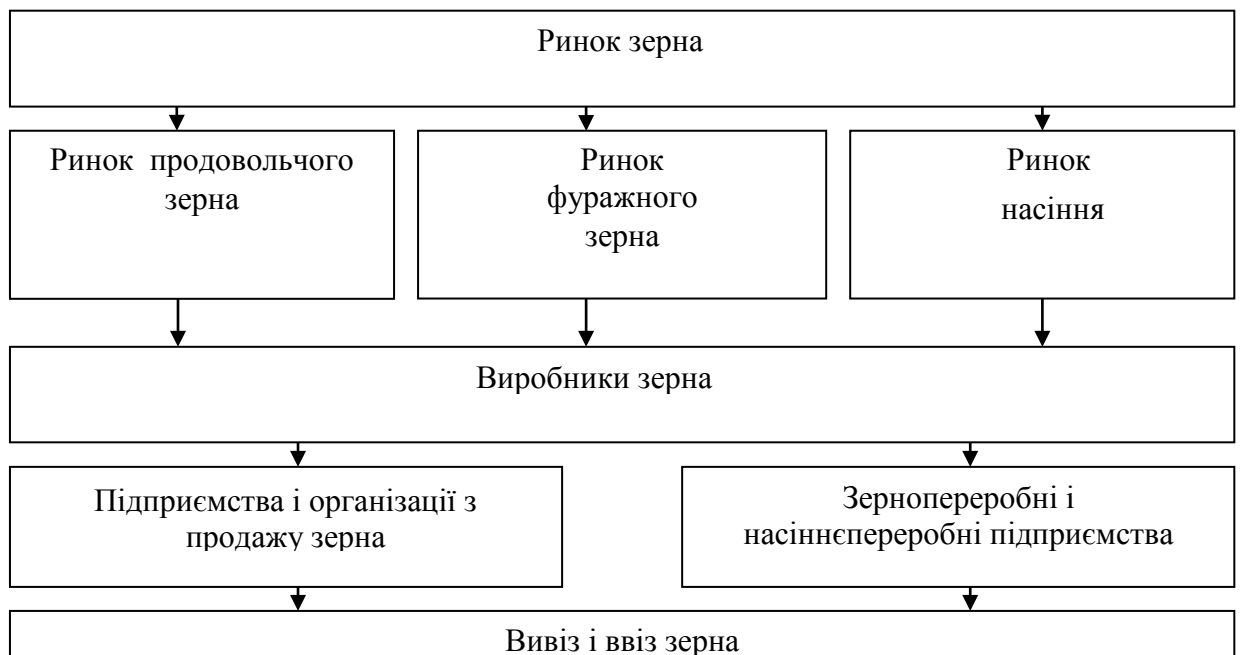 Ринок зерна
Ринок продовольчого
зерна
Ринок
фуражного
зерна
Ринок
насіння
Виробники зерна
Підприємства і організації з
продажу зерна
Зернопереробні і
насіннєпереробні підприємства
Вивіз і ввіз зерна